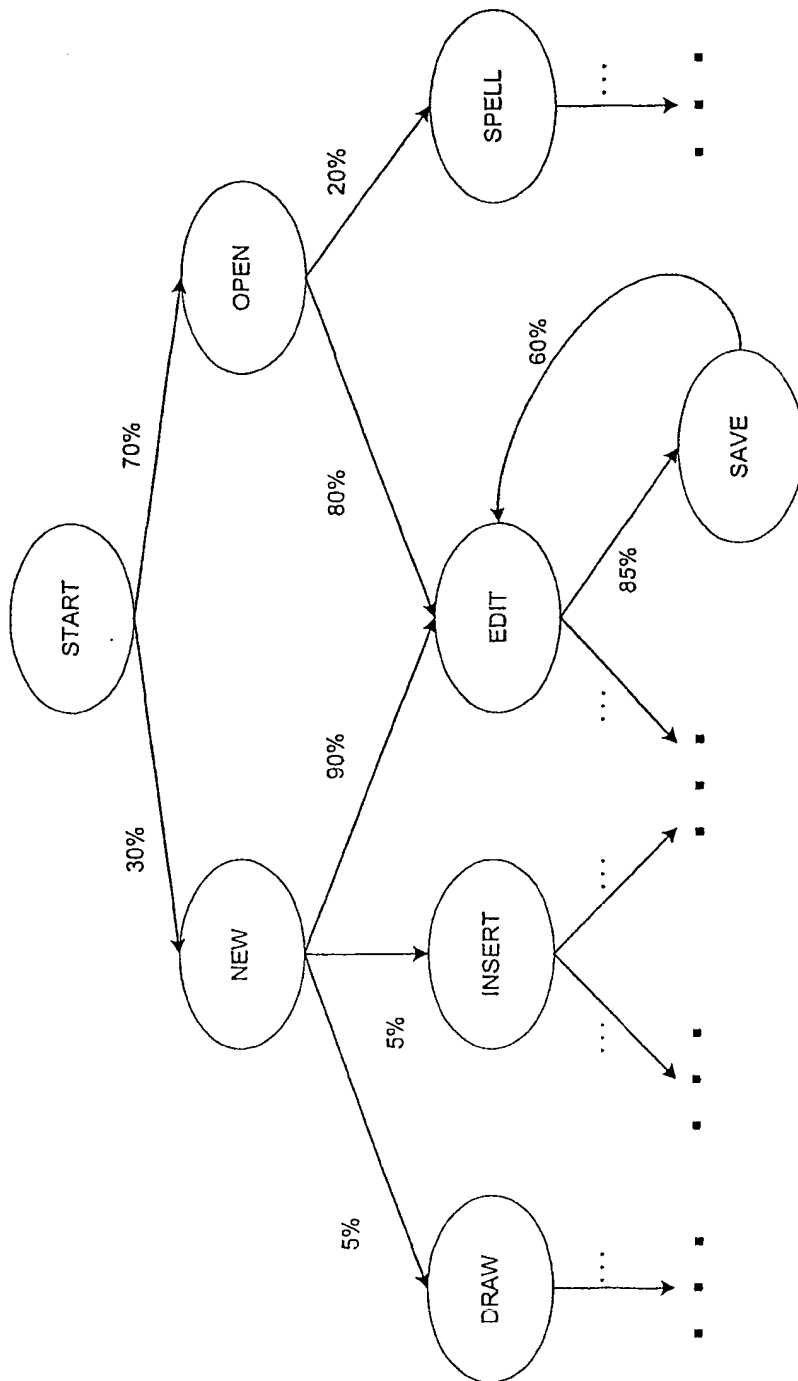 START
30%
70%
NEW
OPEN
5%
5%
90%
80%
20%
DRAW
INSERT
EDIT
SPELL
60%
85%
...
...
...
...
...
SAVE